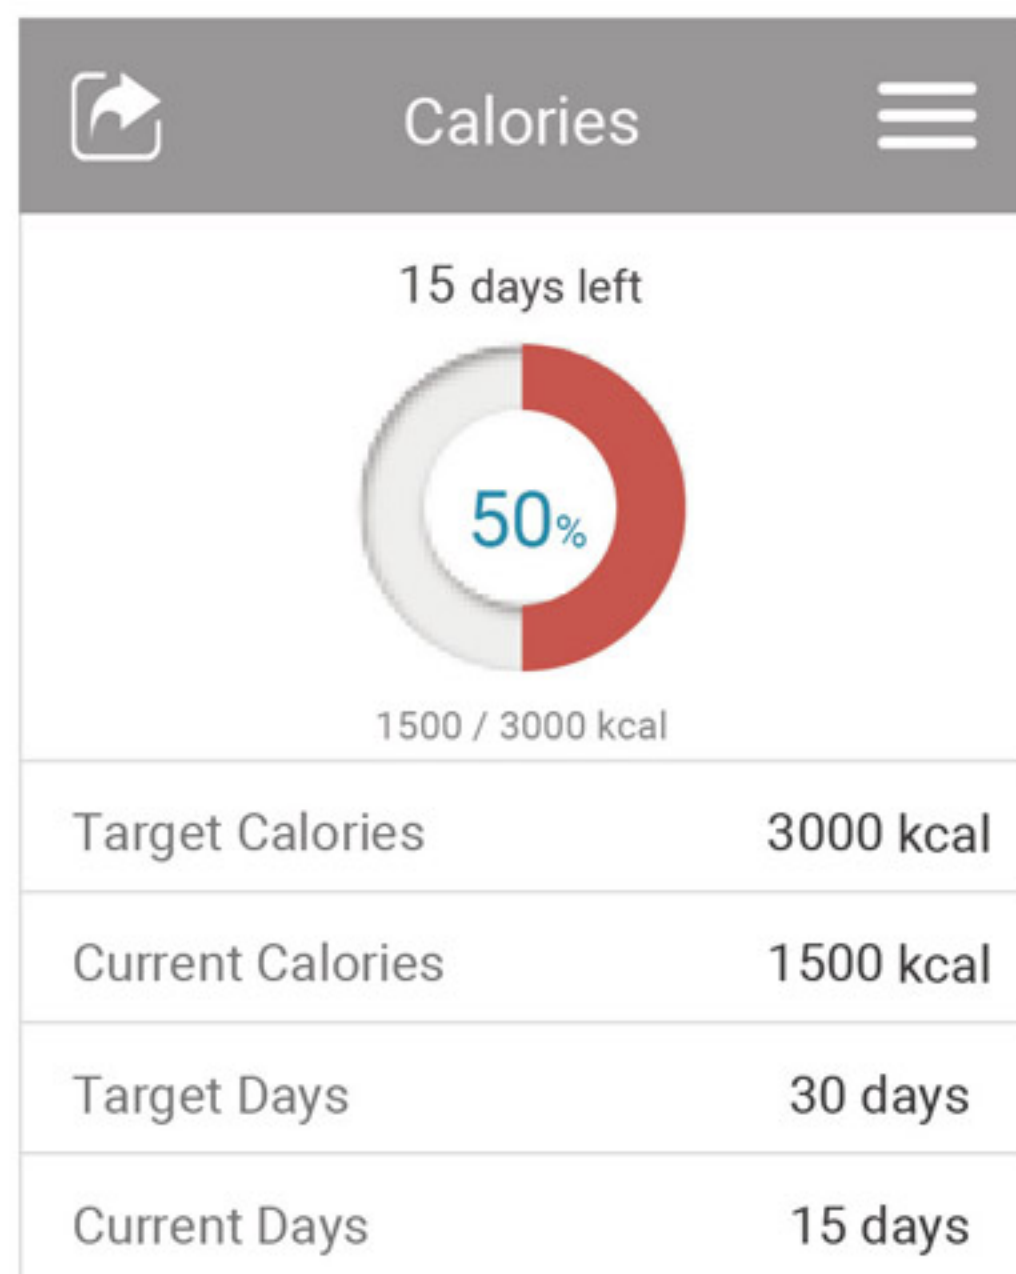 Calories
15 days left
50%
1500 / 3000 kcal
Target Calories 3000 kcal
Current Calories 1500 kcal
Target Days 30 days
Current Days 15 days